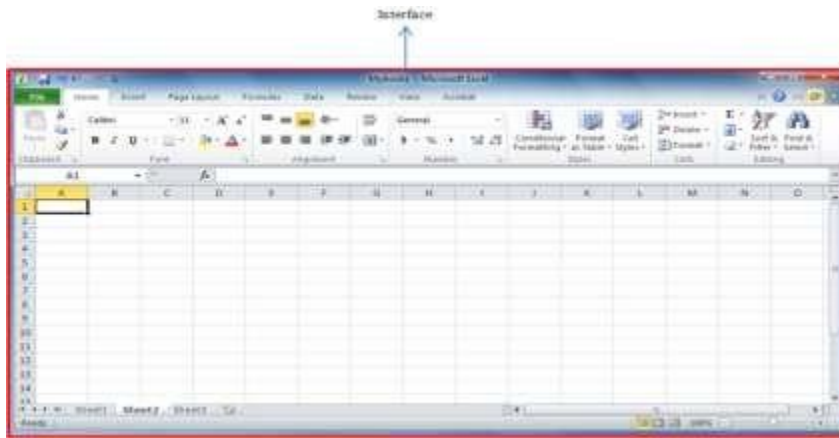 Interface
Microsoft Excel
File Home Insert Page Layout Formulas Data Review View Acrobat
Calibri 11 A A General Insert Σ
Paste B I U $ % , Conditional Format Cell Delete Sort & Find &
Formatting as Table Styles Format Filter Select
Clipboard Font Alignment Number Styles Cells Editing
A1 fx
A B C D E F G H I J K L M N O
1
2
3
4
5
6
7
8
9
10
11
12
13
14
Sheet1 Sheet2 Sheet3
Ready 100%